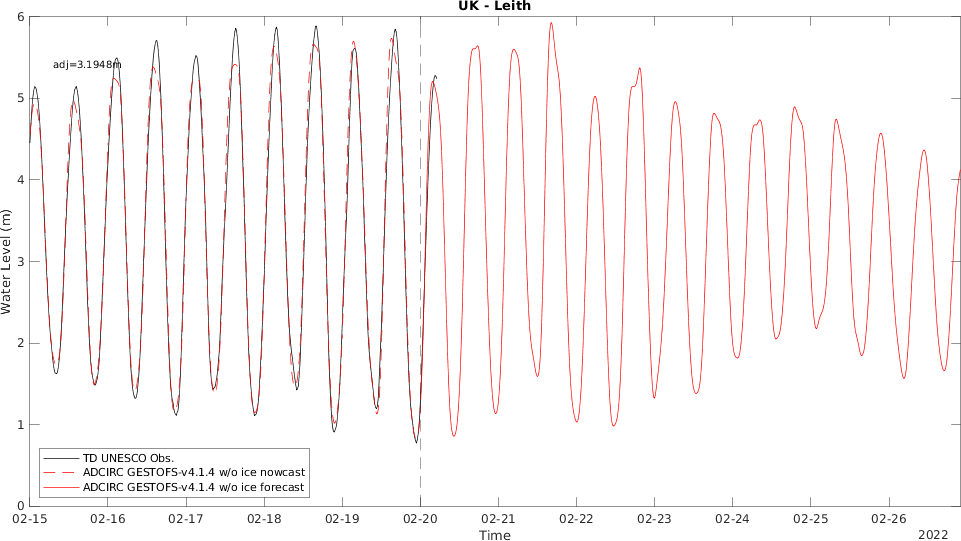 UK - Leith
6
5
4
3
2
1
0
Water Level (m)
adj=3.1948m
TD UNESCO Obs.
ADCIRC GESTOFS-v4.1.4 w/o ice nowcast
ADCIRC GESTOFS-v4.1.4 w/o ice forecast
02-15 02-16 02-17 02-18 02-19 02-20 02-21 02-22 02-23 02-24 02-25 02-26
Time
2022